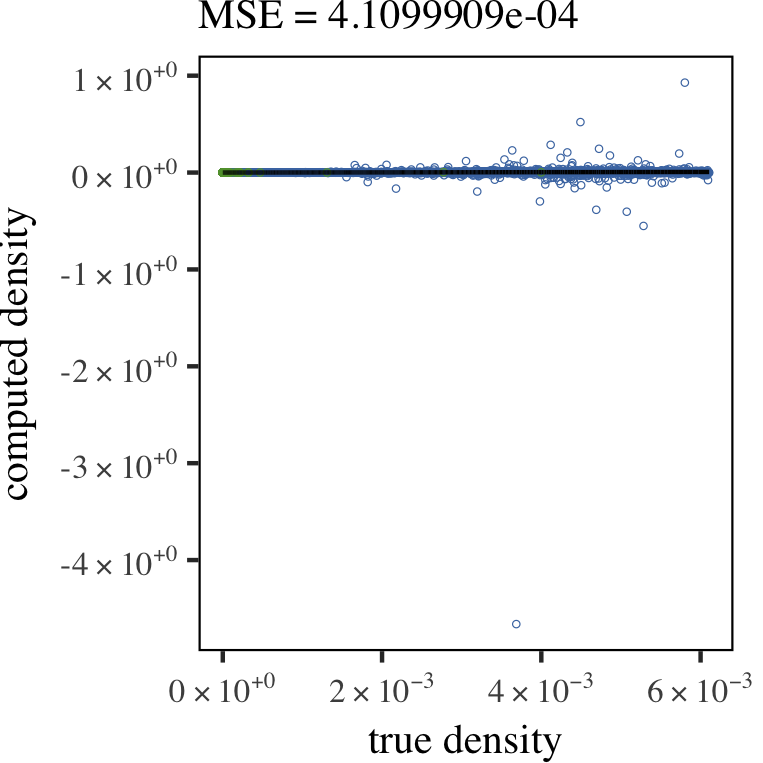 MSE = 4.1099909e-04
1 × 10⁺⁰
0 × 10⁺⁰
-1 × 10⁺⁰
-2 × 10⁺⁰
-3 × 10⁺⁰
-4 × 10⁺⁰
computed density
0 × 10⁺⁰ 2 × 10⁻³ 4 × 10⁻³ 6 × 10⁻³
true density